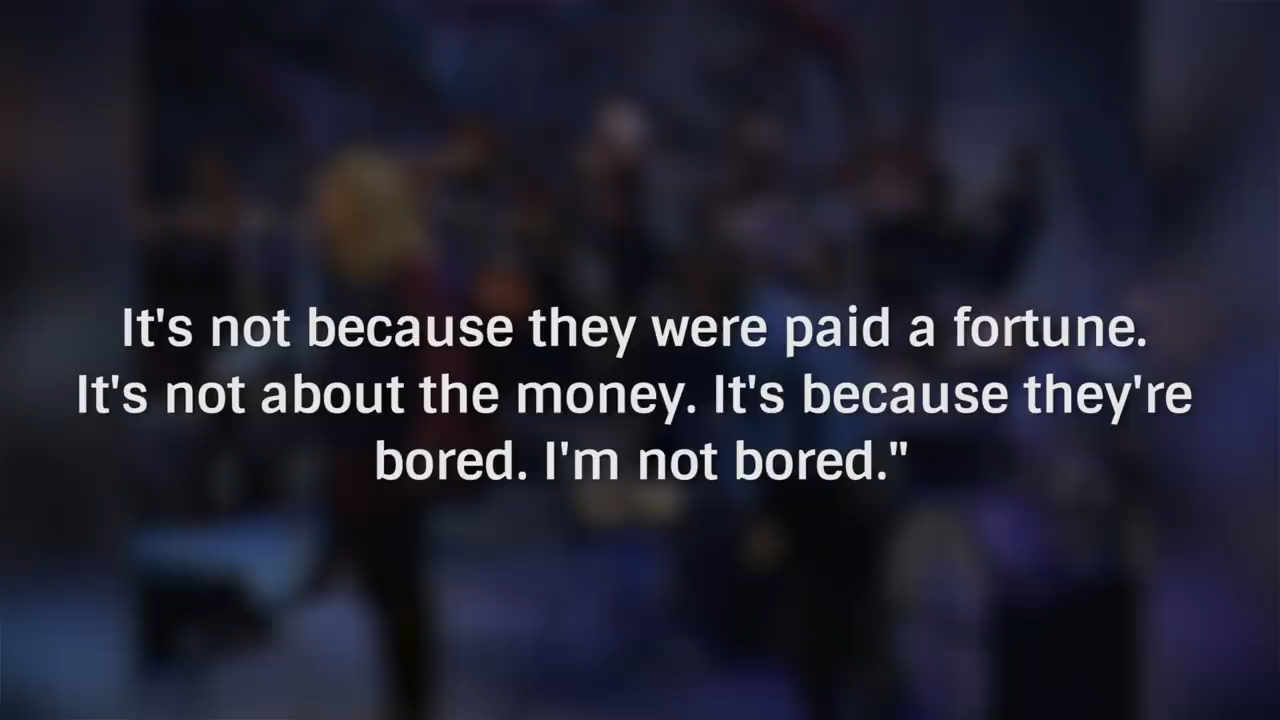 It's not because they were paid a fortune.
It's not about the money. It's because they're
bored. I'm not bored."